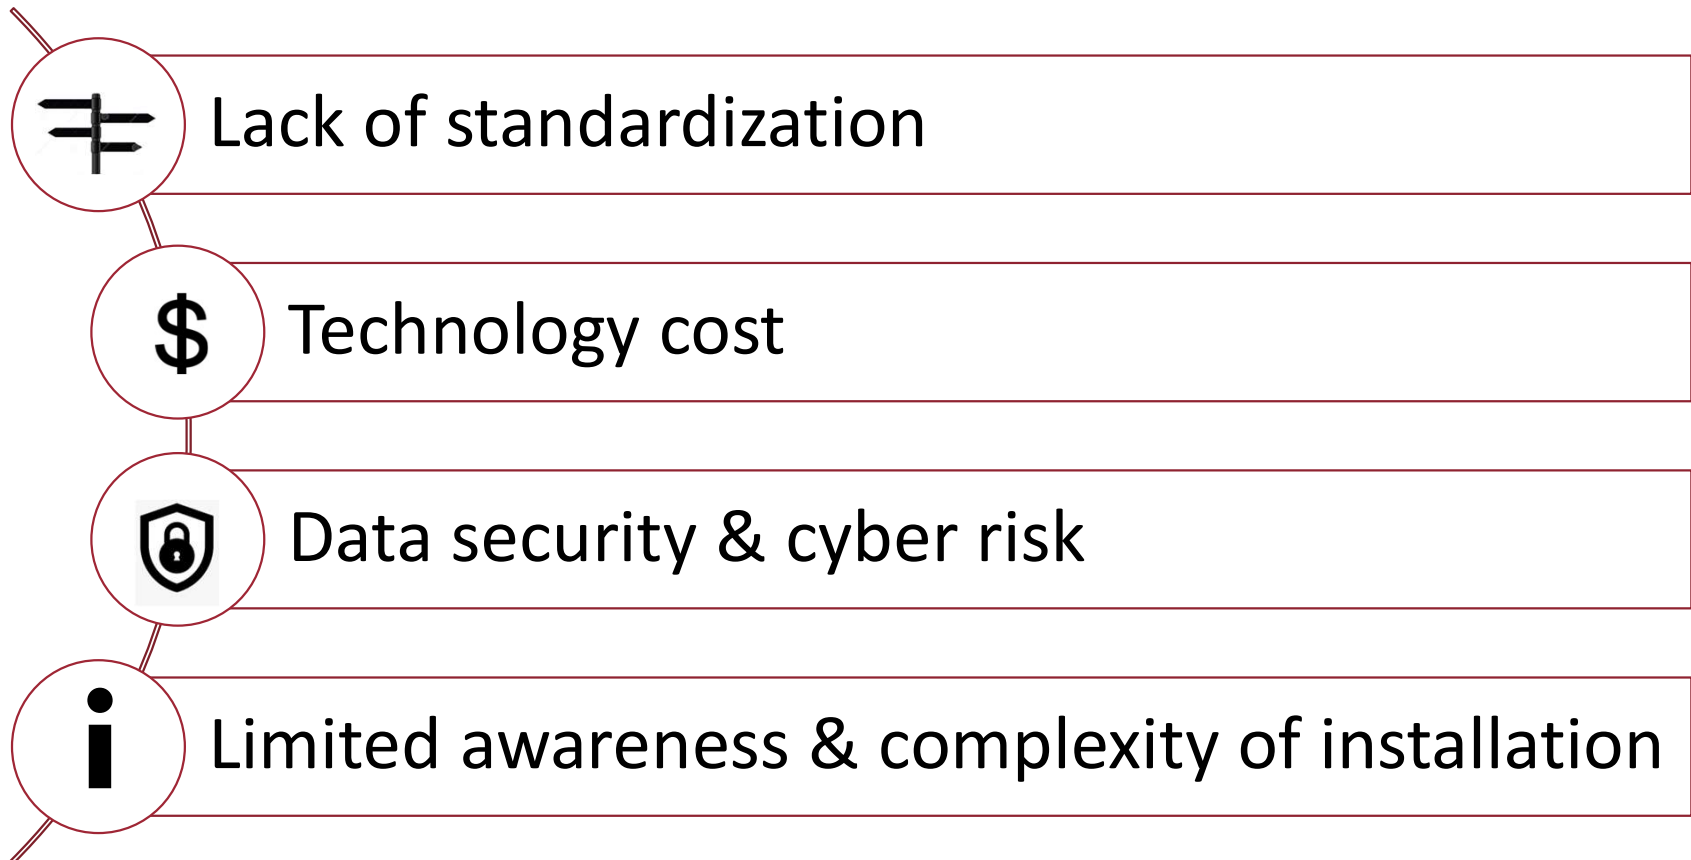 Lack of standardization
$
Technology cost
Data security & cyber risk
i
Limited awareness & complexity of installation